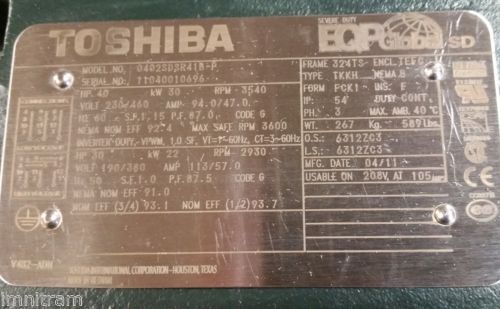 TOSHIBA
SEVERE DUTY
EQP Global SD
MODEL NO. 0402SDSR41B-P
SERIAL NO. 11040010696
HP 40 kW 30 RPM 3540
VOLT 230/460 AMP 94.0/47.0
Hz 60 S.F. 1.15 P.F. 87.0 CODE G
NEMA NOM EFF 92.4 MAX SAFE RPM 3600
INVERTER DUTY-VPWM, 1.0 SF, VT=1-60Hz, CT=3-60Hz
HP 30 kW 22 RPM 2930
VOLT 190/380 AMP 113/57.0
Hz 50 S.F. 1.0 P.F. 87.5 CODE G
NEMA NOM EFF 91.0
NOM EFF (3/4) 93.1 NOM EFF (1/2) 93.7
FRAME 324TS ENCL. TEFC
TYPE TKKH NEMA B
FORM FCK1 INS. F
IP 54 DUTY CONT.
PH. 3 MAX. AMB. 40°C
WT. 267 Kg. 589 lbs.
O.S. 6312ZC3
L.S. 6312ZC3
MFG. DATE 04/11
USABLE ON 208V AT 105 AMP
TOSHIBA INTERNATIONAL CORPORATION-HOUSTON, TEXAS
MADE IN VIETNAM
imnitram